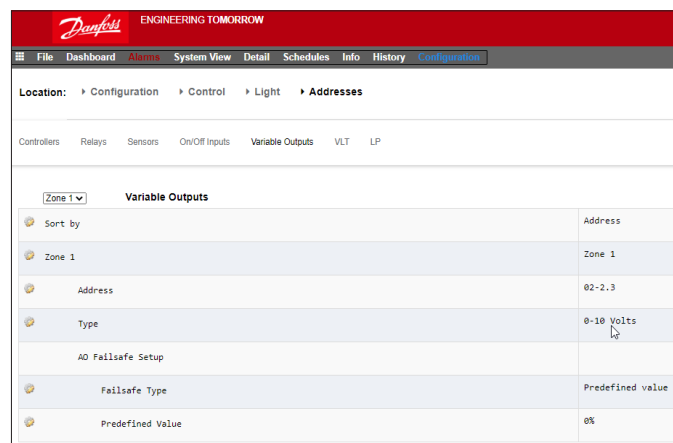 Danfoss ENGINEERING TOMORROW
File Dashboard Alarms System View Detail Schedules Info History Configuration
Location: Configuration Control Light Addresses
Controllers Relays Sensors On/Off Inputs Variable Outputs VLT LP
Zone 1 Variable Outputs
Sort by Address
Zone 1 Zone 1
Address 02-2.3
Type 0-10 Volts
AO Failsafe Setup
Failsafe Type Predefined value
Predefined Value 0%